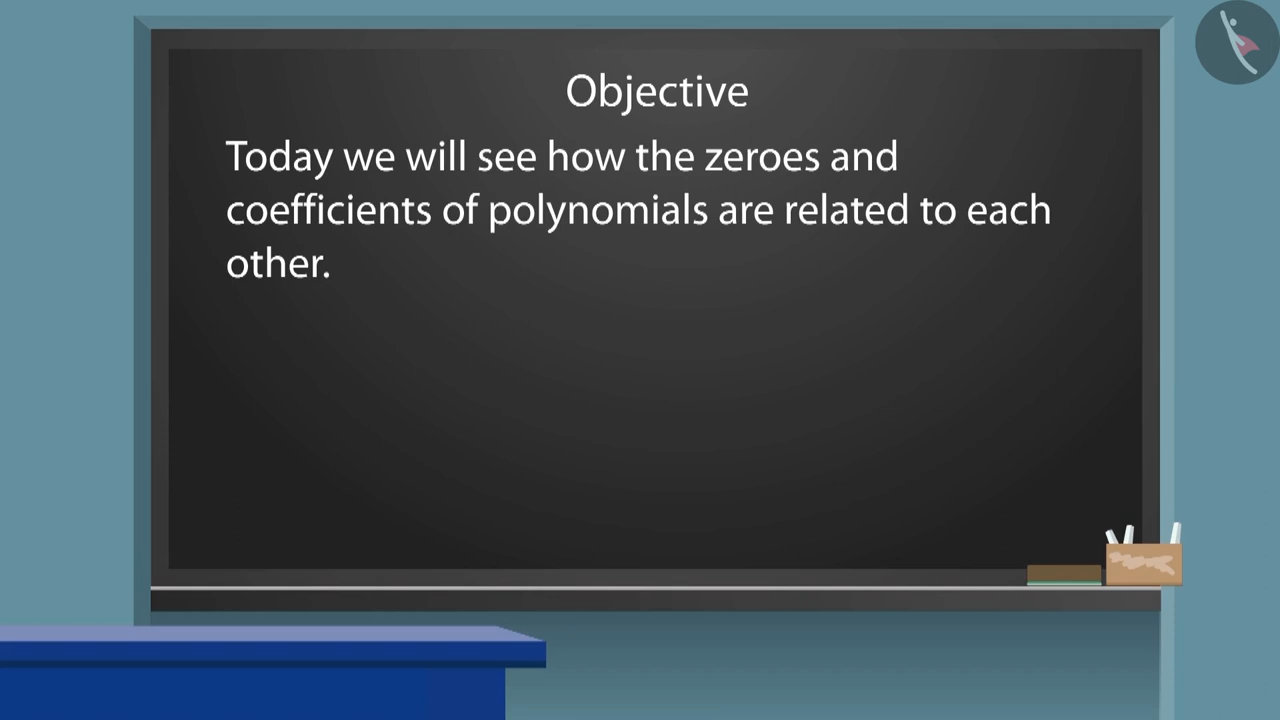 Objective
Today we will see how the zeroes and
coefficients of polynomials are related to each
other.